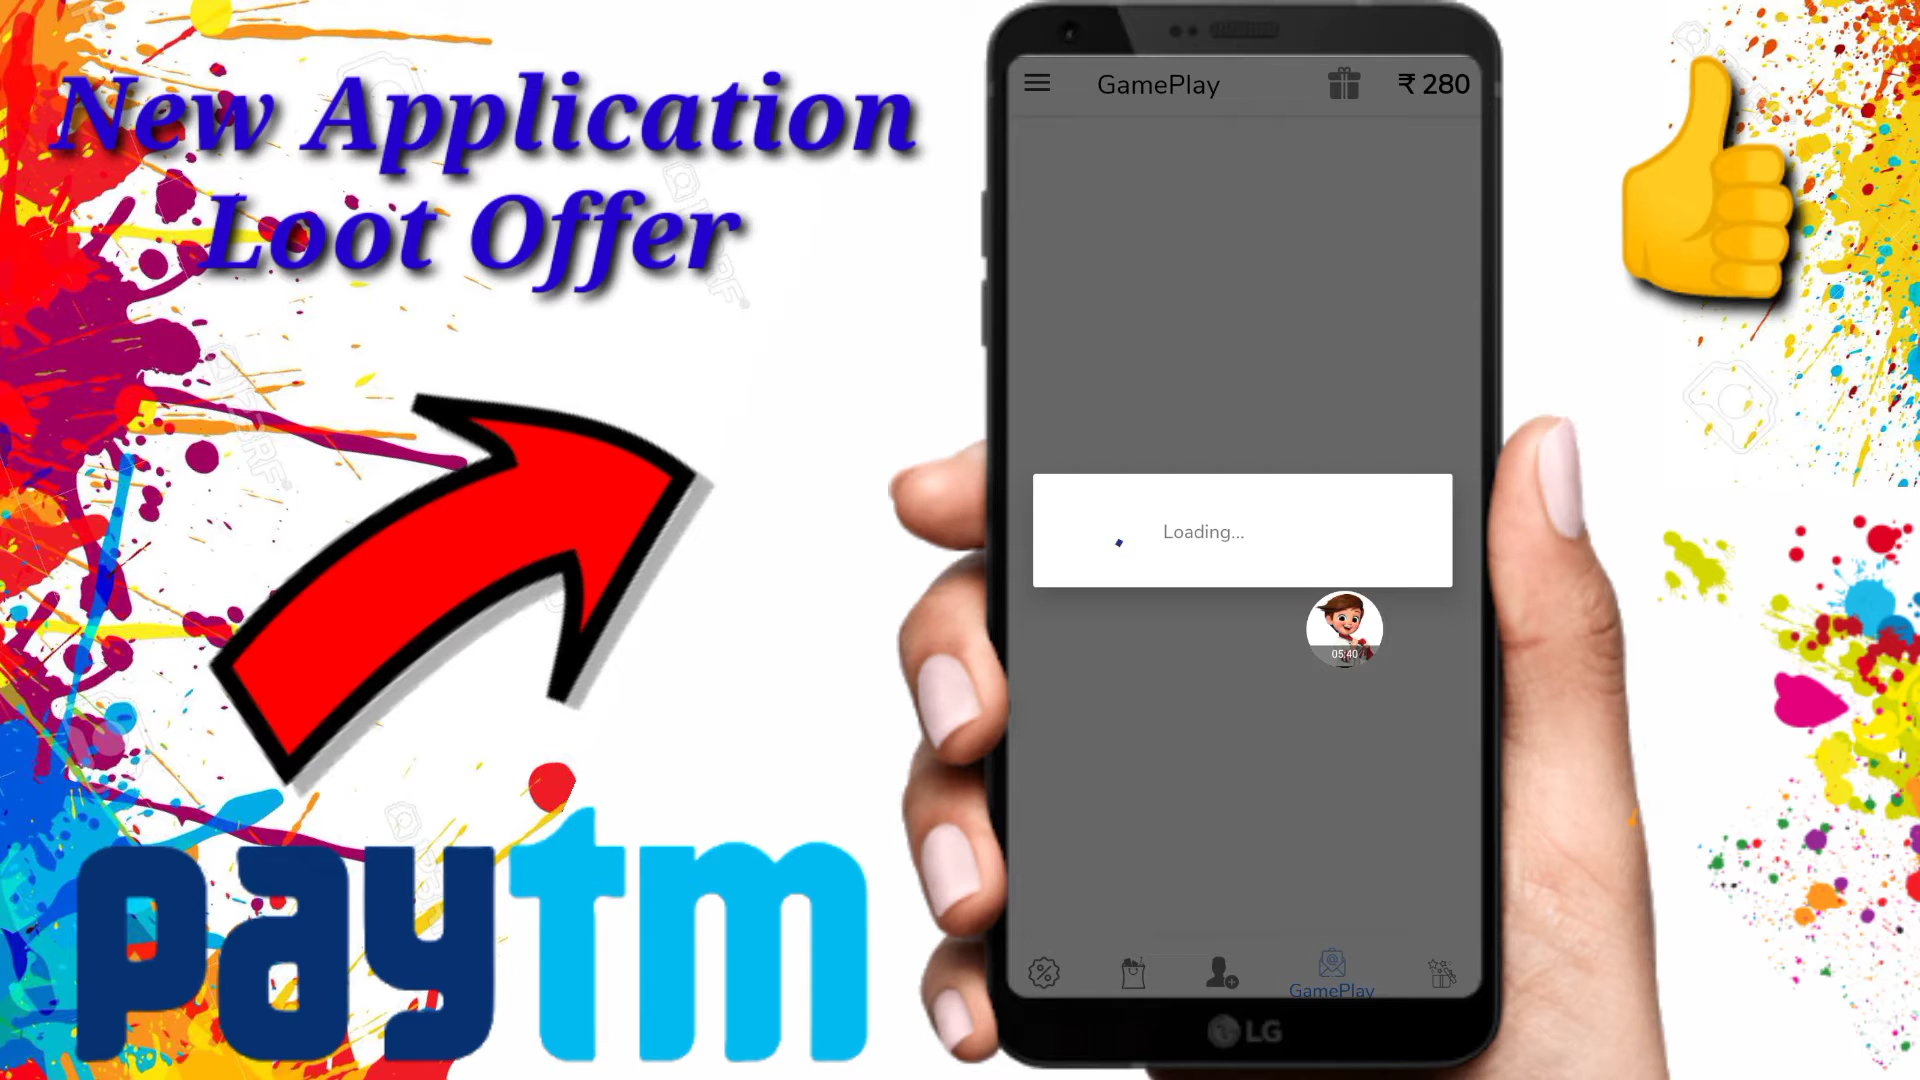 New Application
Loot Offer
GamePlay
₹ 280
Loading...
05:40
GamePlay
LG
paytm